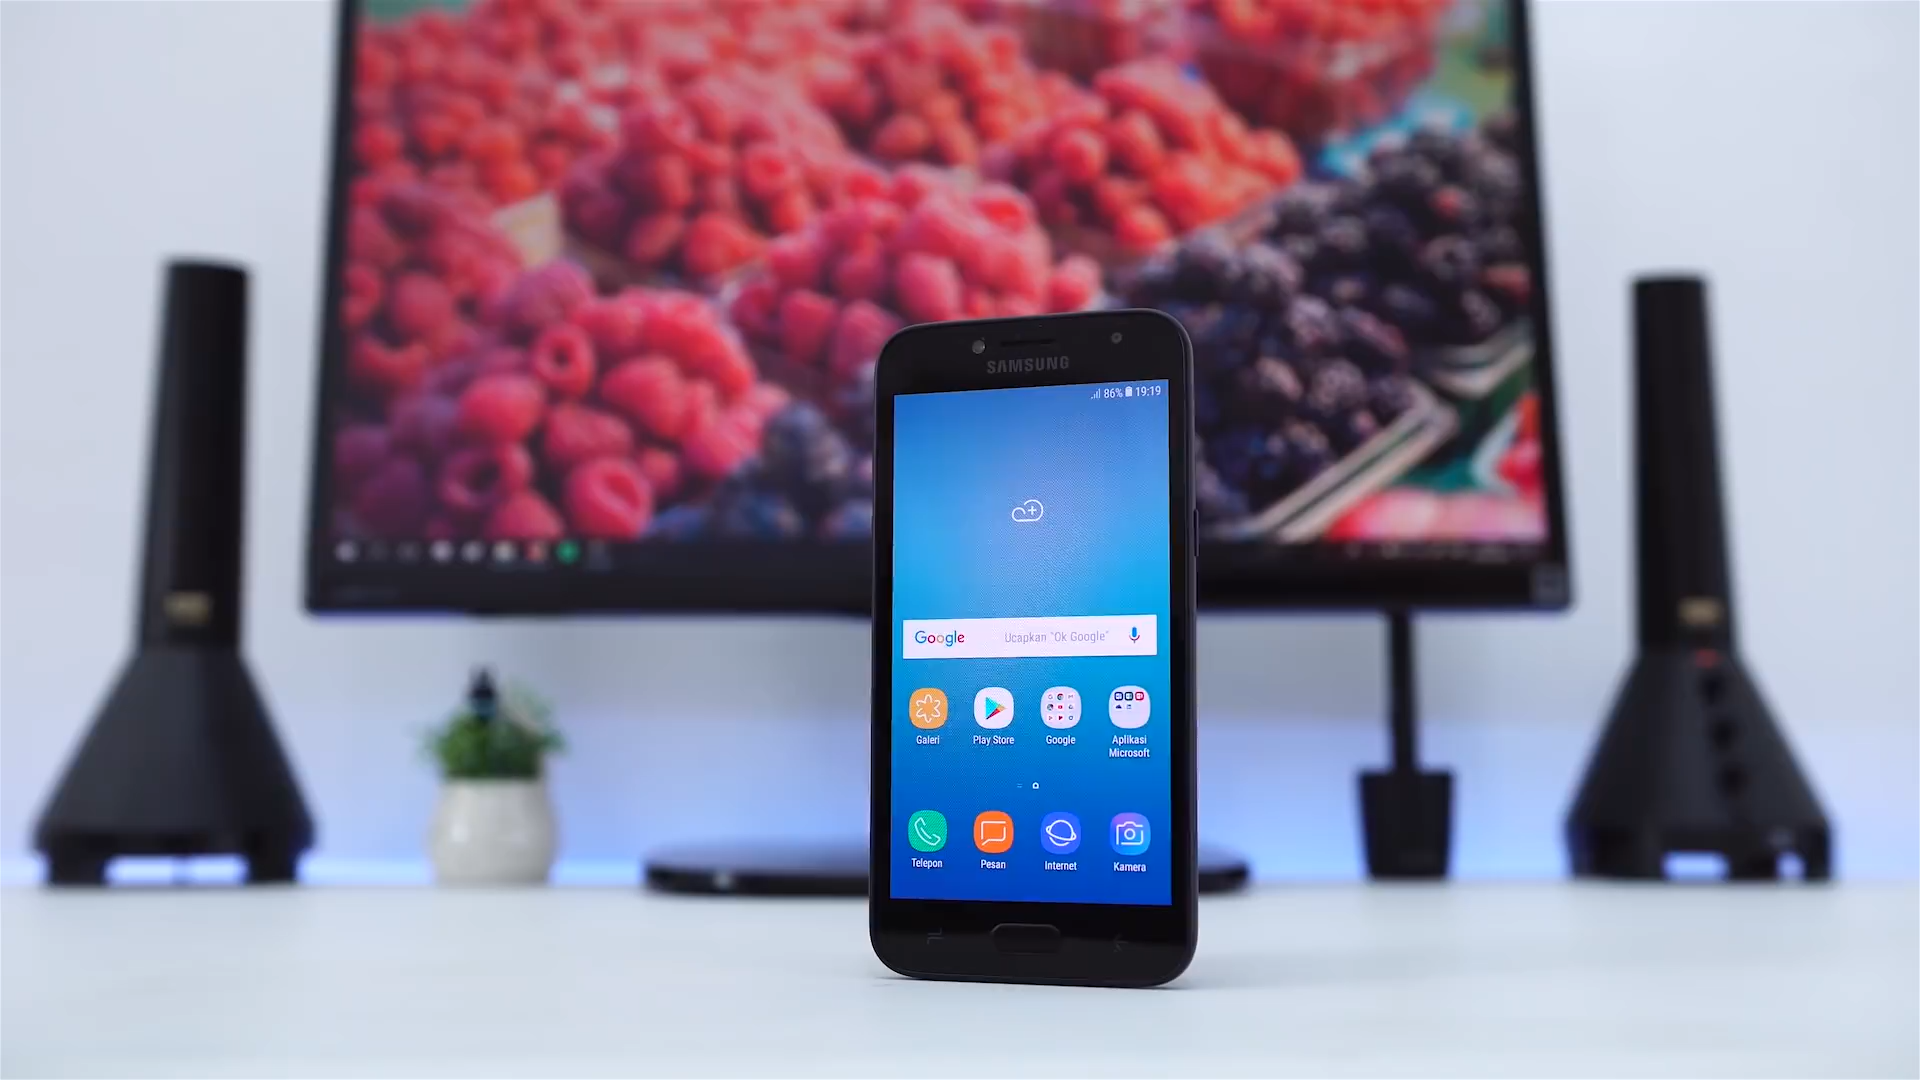 SAMSUNG
86% 19:19
Google Ucapkan "Ok Google"
Galeri Play Store Google Aplikasi
Microsoft
Telepon Pesan Internet Kamera